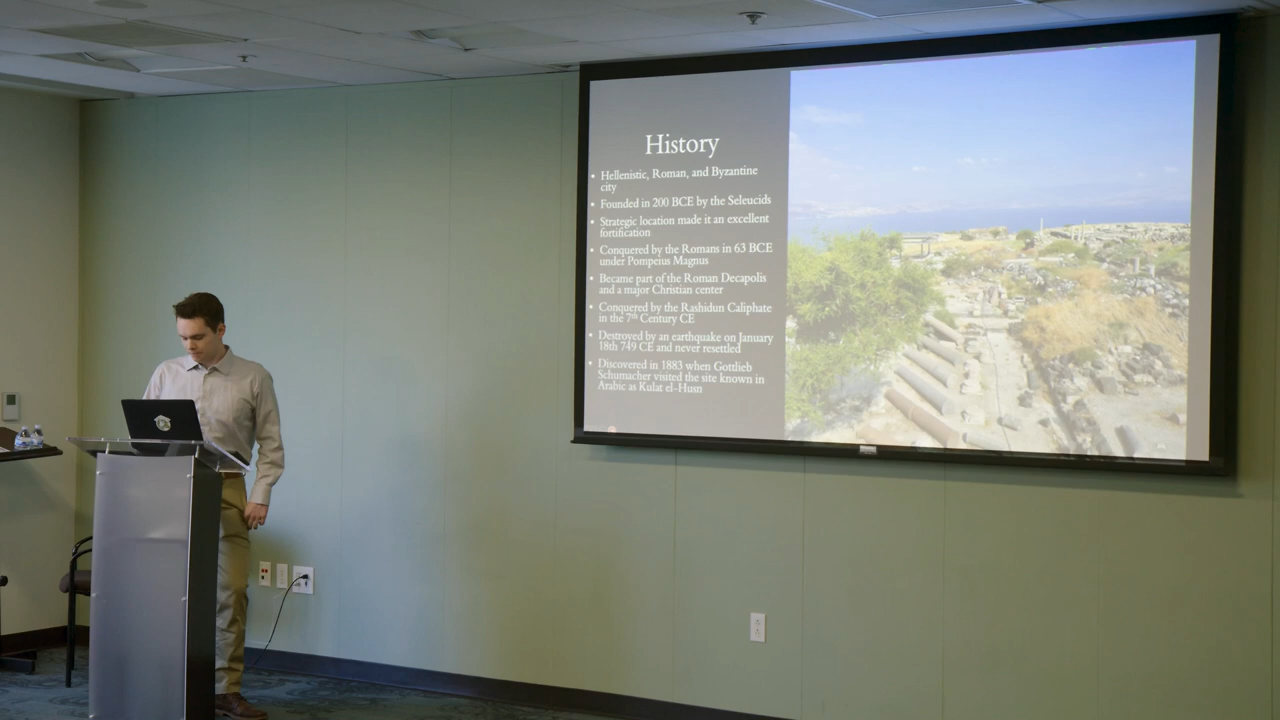 History
• Hellenistic, Roman, and Byzantine
city
• Founded in 200 BCE by the Seleucids
• Strategic location made it an excellent
fortification
• Conquered by the Romans in 63 BCE
under Pompeius Magnus
• Became part of the Roman Decapolis
and a major Christian center
• Conquered by the Rashidun Caliphate
in the 7th Century CE
• Destroyed by an earthquake on January
18th 749 CE and never resettled
• Discovered in 1883 when Gottlieb
Schumacher visited the site known in
Arabic as Kulat el-Husn